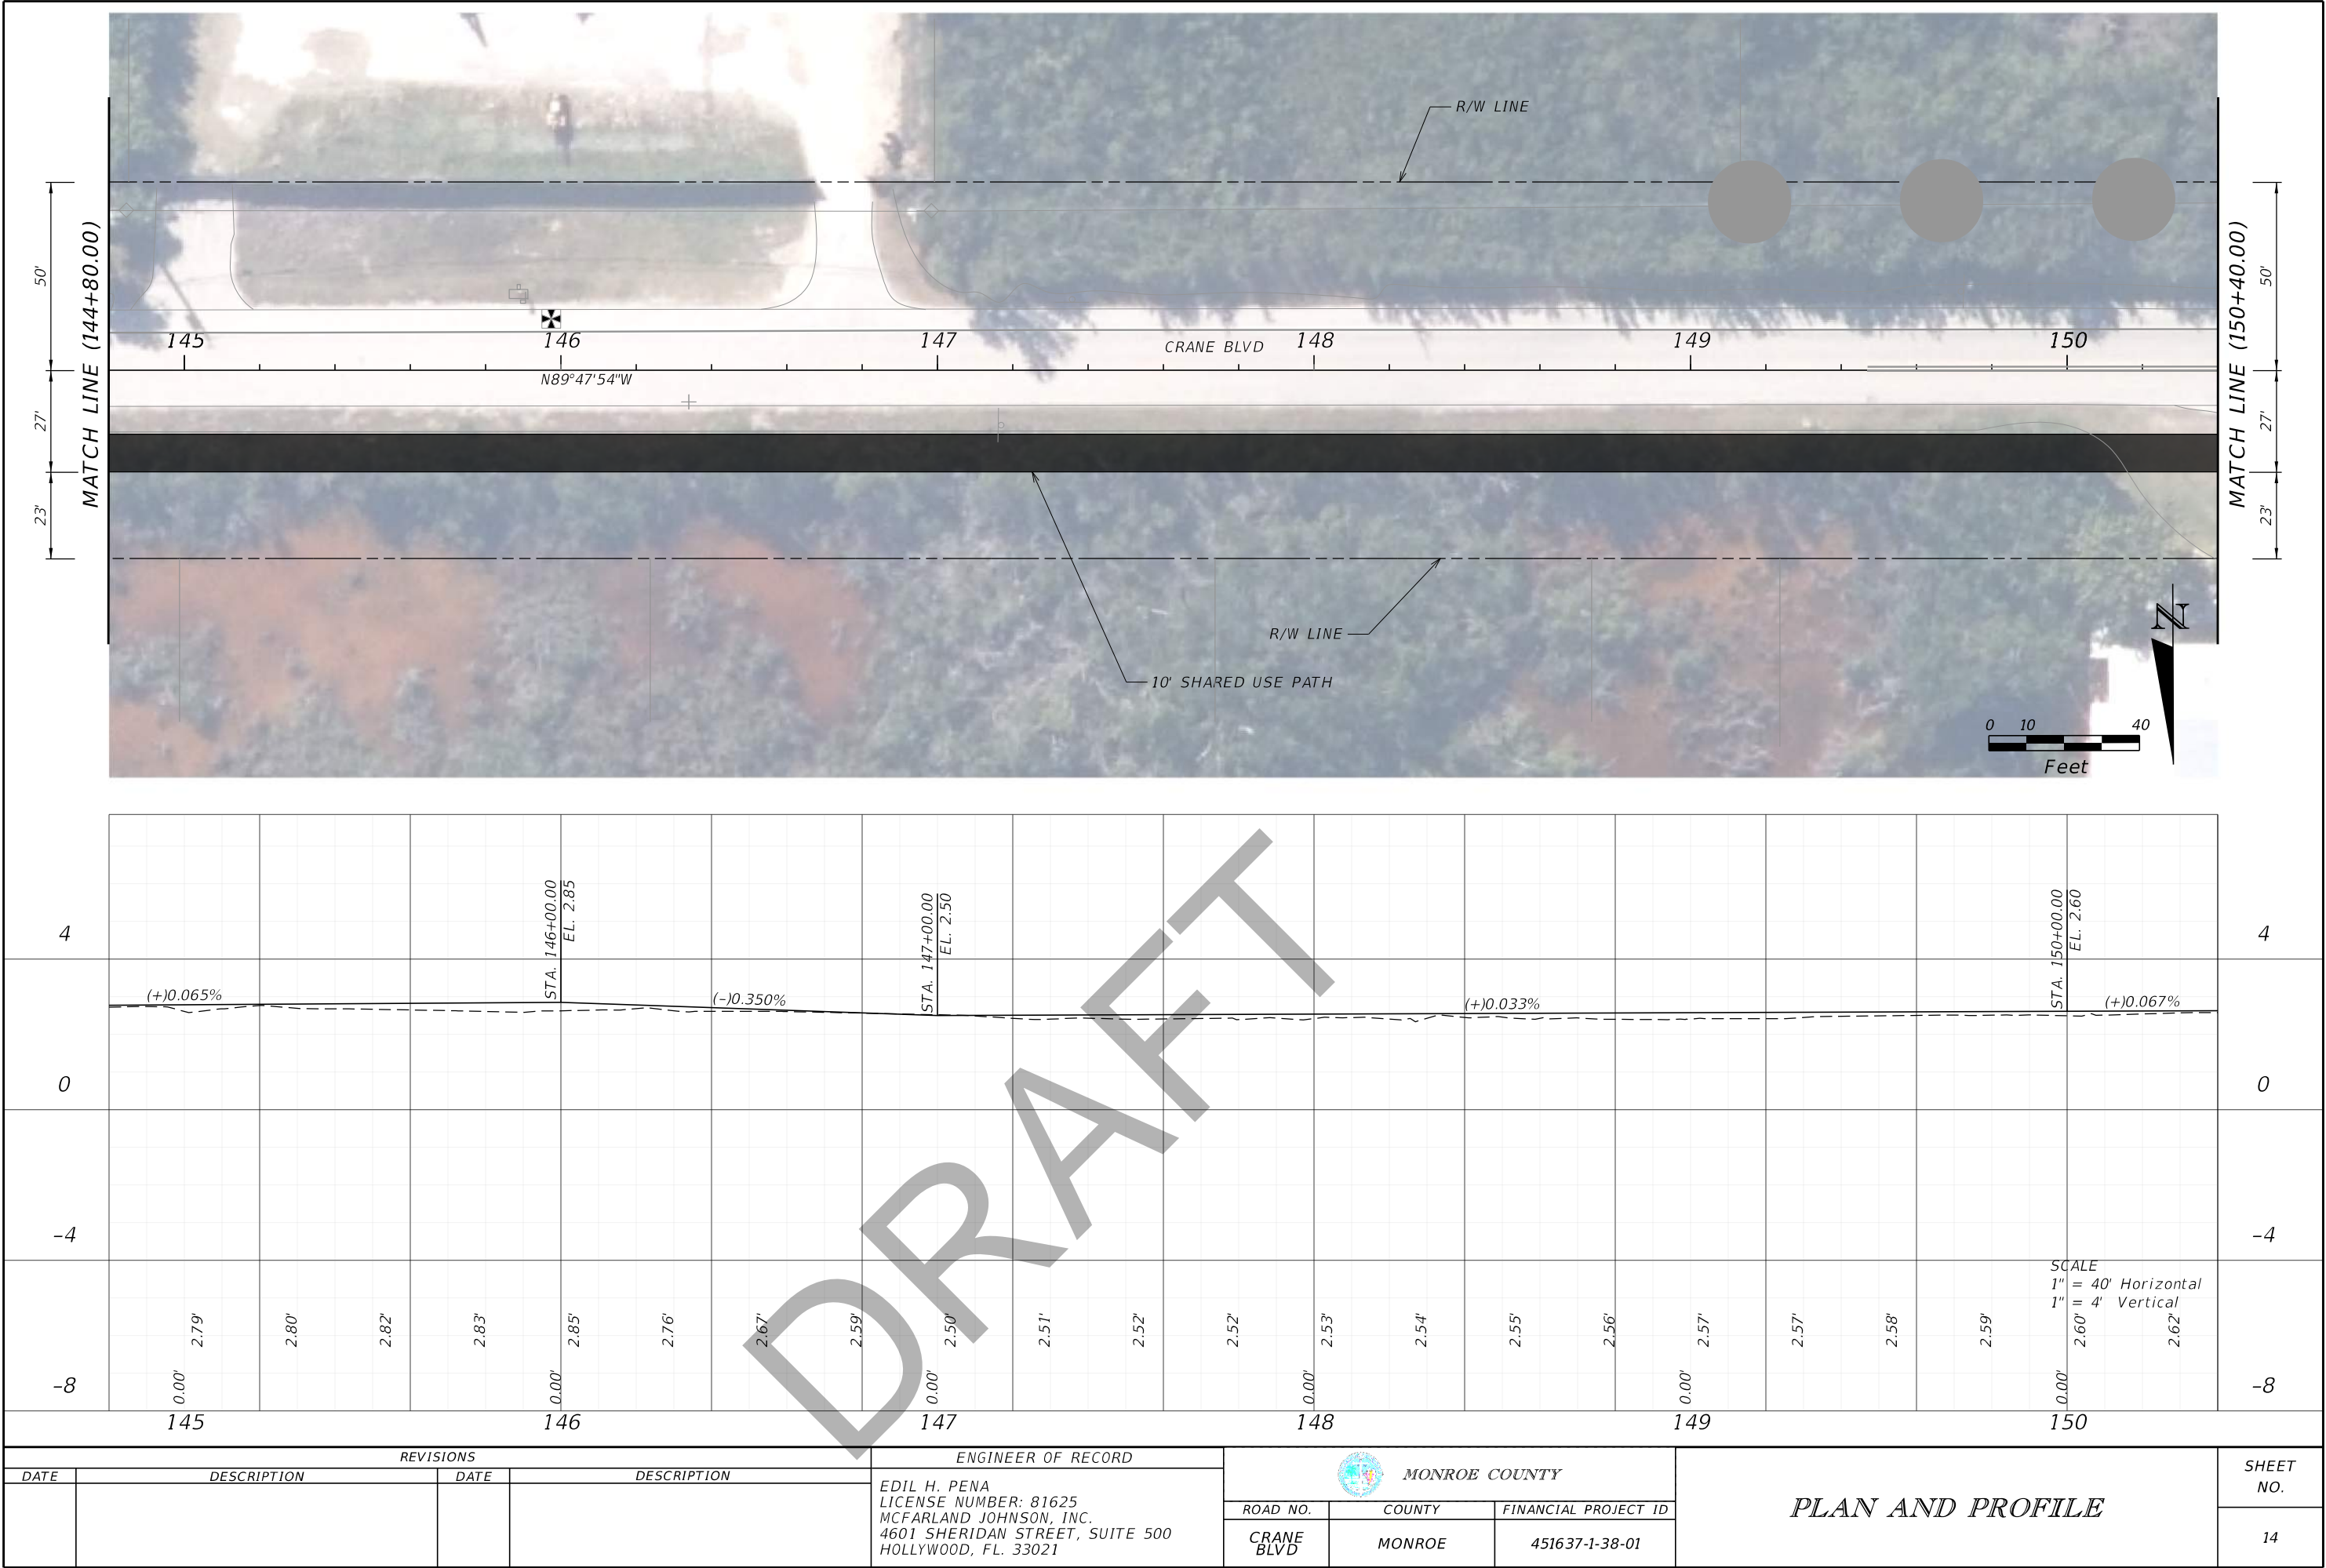 R/W LINE
50'
MATCH LINE (144+80.00)
27'
23'
50'
MATCH LINE (150+40.00)
27'
23'
145 146 147 148 149 150
CRANE BLVD
N89°47'54"W
R/W LINE
10' SHARED USE PATH
N
0 10 40
Feet
DRAFT
STA. 146+00.00
EL. 2.85
STA. 147+00.00
EL. 2.50
STA. 150+00.00
EL. 2.60
4 4
(+)0.065% (-)0.350% (+)0.033% (+)0.067%
0 0
-4 -4
SCALE
1" = 40' Horizontal
1" = 4' Vertical
2.79' 2.80' 2.82' 2.83' 2.85' 2.76' 2.67' 2.59' 2.50' 2.51' 2.52' 2.52' 2.53' 2.54' 2.55' 2.56' 2.57' 2.57' 2.58' 2.59' 2.60' 2.62'
-8 0.00' 0.00' 0.00' 0.00' 0.00' 0.00' -8
145 146 147 148 149 150
REVISIONS
DATE DESCRIPTION DATE DESCRIPTION
ENGINEER OF RECORD
EDIL H. PENA
LICENSE NUMBER: 81625
MCFARLAND JOHNSON, INC.
4601 SHERIDAN STREET, SUITE 500
HOLLYWOOD, FL. 33021
MONROE COUNTY
ROAD NO. COUNTY FINANCIAL PROJECT ID
CRANE
BLVD
MONROE
451637-1-38-01
PLAN AND PROFILE
SHEET
NO.
14